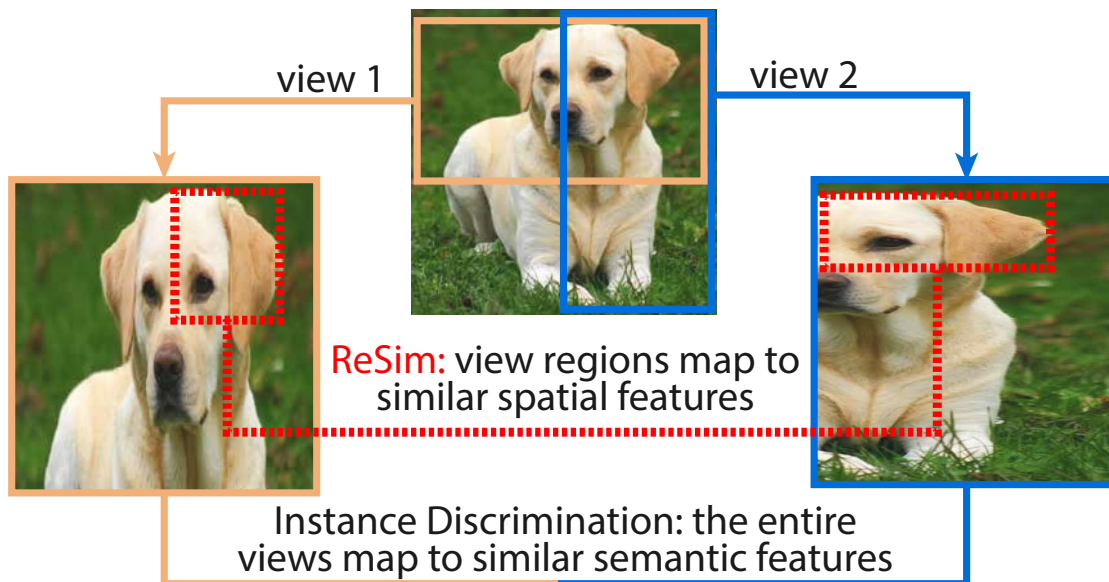 view 1
view 2
ReSim: view regions map to
similar spatial features
Instance Discrimination: the entire
views map to similar semantic features